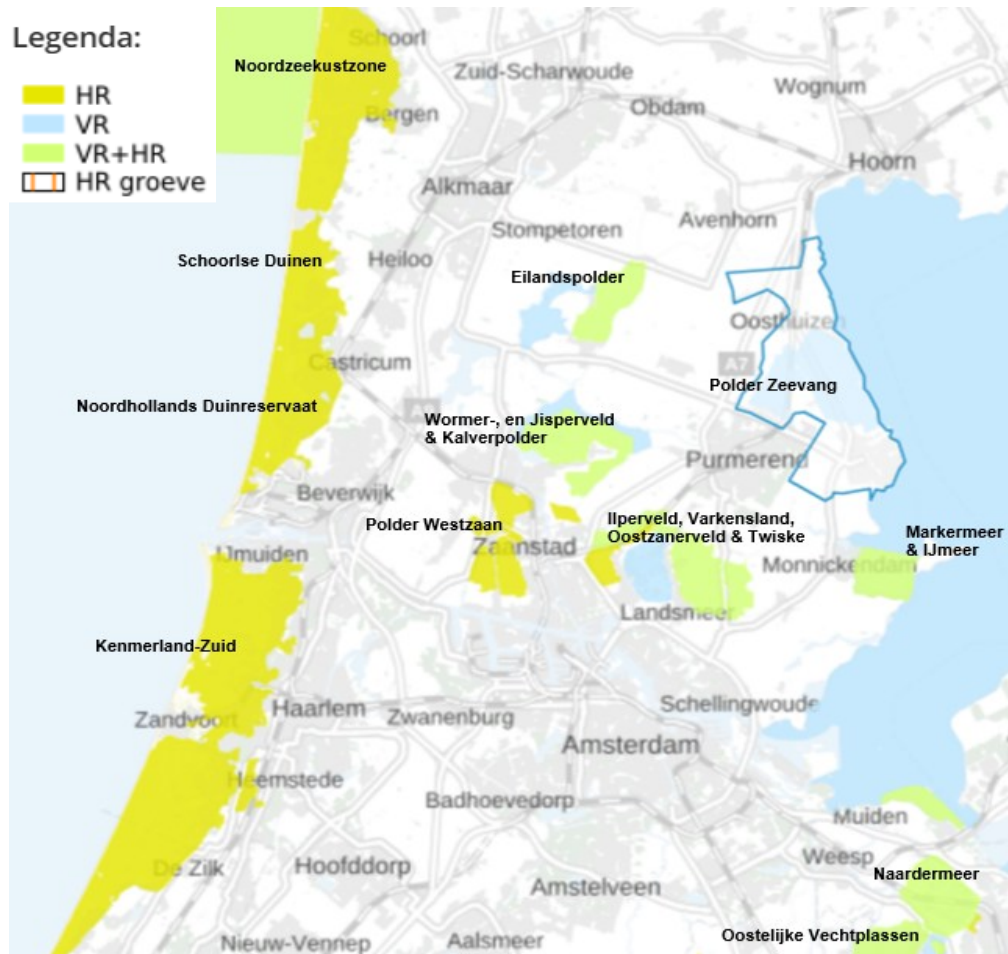 Legenda:
HR
VR
VR+HR
HR groeve
Schoorl
Noordzeekustzone
Zuid-Scharwoude
Wognum
Bergen
Obdam
Hoorn
Alkmaar
Avenhorn
Stompetoren
Schoorlse Duinen
Heiloo
Eilandspolder
Oosthuizen
Castricum
A7
Polder Zeevang
Noordhollands Duinreservaat
Wormer-, en Jisperveld
& Kalverpolder
Purmerend
Beverwijk
Polder Westzaan
Ilperveld, Varkensland,
Oostzanerveld & Twiske
Markermeer
& IJmeer
Zaanstad
IJmuiden
Monnickendam
Landsmeer
Kenmerland-Zuid
Haarlem
Zandvoort
Zwanenburg
Schellingwoude
Amsterdam
Heemstede
Badhoevedorp
Muiden
Weesp
De Zilk
Hoofddorp
Naardermeer
Amstelveen
Oostelijke Vechtplassen
Nieuw-Vennep
Aalsmeer